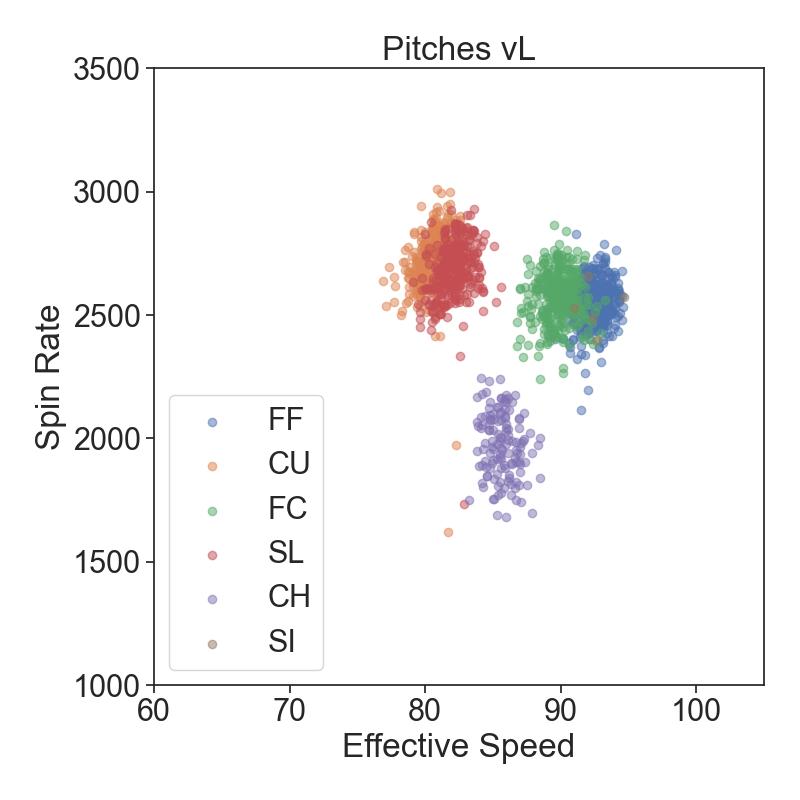 Pitches vL
Spin Rate
3500
3000
2500
2000
1500
1000
FF
CU
FC
SL
CH
SI
60
70
80
90
100
Effective Speed